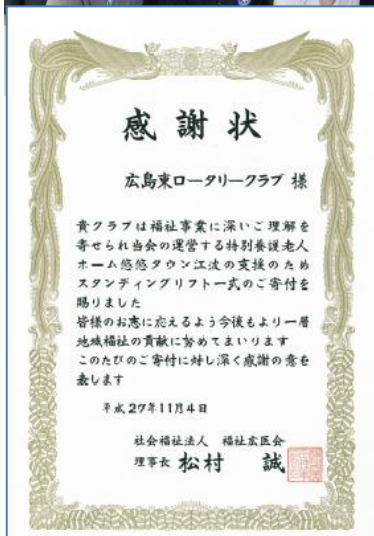 感謝状
広島東ロータリークラブ 様
貴クラブは福祉事業に深いご理解を
寄せられ当会の運営する特別養護老人
ホーム悠悠タウン江波の支援のため
スタンディングリフト一式のご寄付を
賜りました
皆様のお志に応えるよう今後もより一層
地域福祉の貢献に努めてまいります
このたびのご寄付に対し深く感謝の意を
表します
平成27年11月4日
社会福祉法人 福祉広医会
理事長 松村 誠